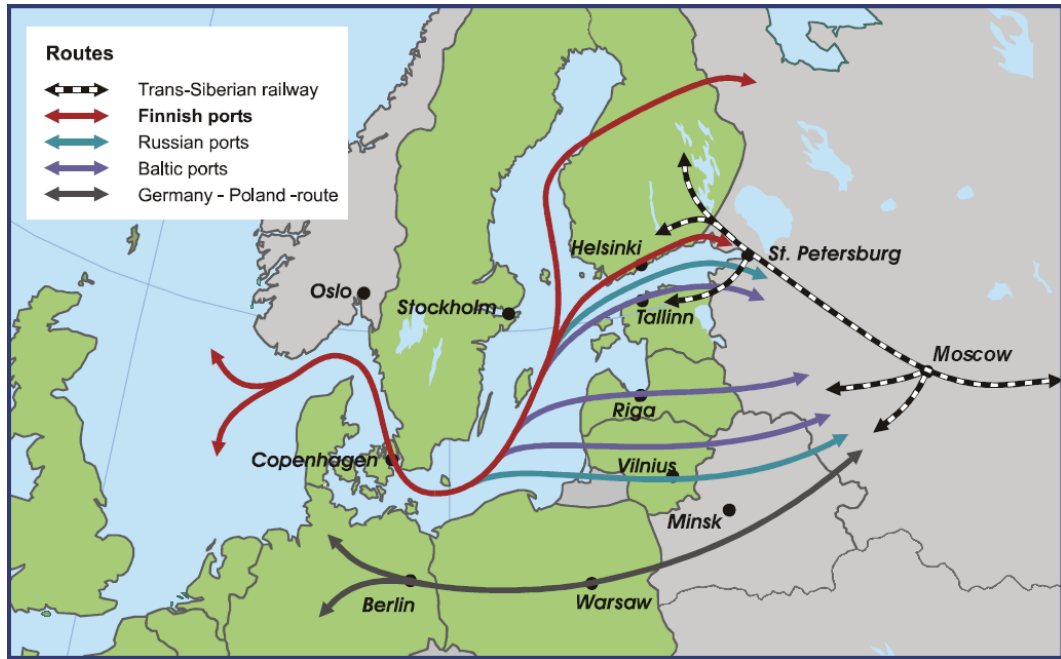 Routes
Trans-Siberian railway
Finnish ports
Russian ports
Baltic ports
Germany - Poland -route
Helsinki
St. Petersburg
Oslo
Stockholm
Tallinn
Moscow
Riga
Copenhagen
Vilnius
Minsk
Berlin
Warsaw